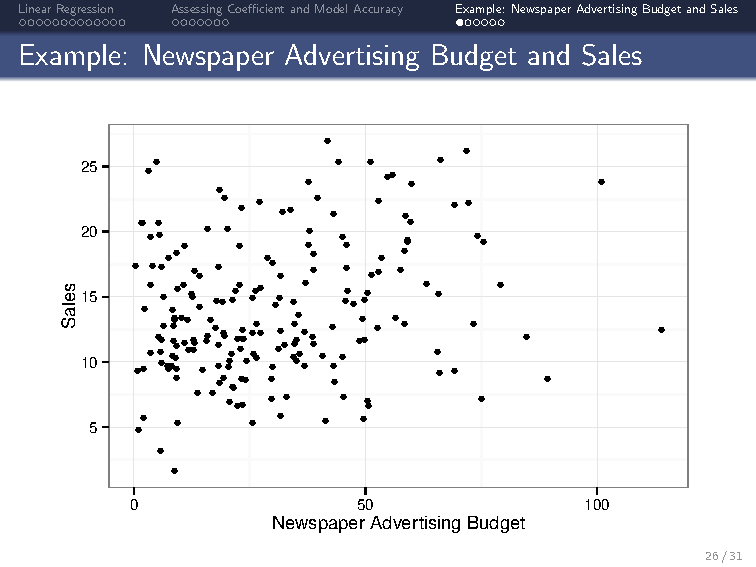 Linear Regression
Assessing Coefficient and Model Accuracy
Example: Newspaper Advertising Budget and Sales
Example: Newspaper Advertising Budget and Sales
25
20
15
10
5
Sales
0
50
100
Newspaper Advertising Budget
26 / 31